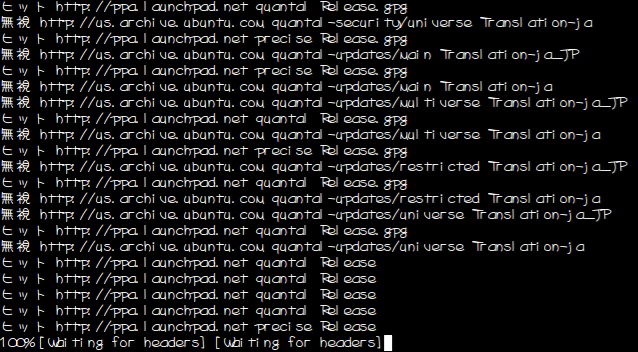 ヒット http://ppa.launchpad.net quantal Release.gpg
無視 http://us.archive.ubuntu.com quantal-security/universe Translation-ja
ヒット http://ppa.launchpad.net precise Release.gpg
無視 http://us.archive.ubuntu.com quantal-updates/main Translation-ja_JP
ヒット http://ppa.launchpad.net precise Release.gpg
無視 http://us.archive.ubuntu.com quantal-updates/main Translation-ja
無視 http://us.archive.ubuntu.com quantal-updates/multiverse Translation-ja_JP
ヒット http://ppa.launchpad.net quantal Release.gpg
無視 http://us.archive.ubuntu.com quantal-updates/multiverse Translation-ja
ヒット http://ppa.launchpad.net precise Release.gpg
無視 http://us.archive.ubuntu.com quantal-updates/restricted Translation-ja_JP
ヒット http://ppa.launchpad.net quantal Release.gpg
無視 http://us.archive.ubuntu.com quantal-updates/restricted Translation-ja
無視 http://us.archive.ubuntu.com quantal-updates/universe Translation-ja_JP
ヒット http://ppa.launchpad.net quantal Release.gpg
無視 http://us.archive.ubuntu.com quantal-updates/universe Translation-ja
ヒット http://ppa.launchpad.net quantal Release
ヒット http://ppa.launchpad.net quantal Release
ヒット http://ppa.launchpad.net quantal Release
ヒット http://ppa.launchpad.net quantal Release
ヒット http://ppa.launchpad.net precise Release
100% [Waiting for headers] [Waiting for headers]